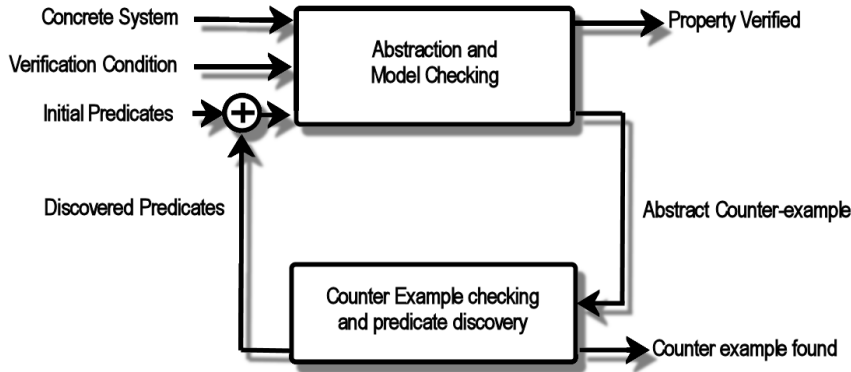 Concrete System
Verification Condition
Initial Predicates
+
Abstraction and
Model Checking
Property Verified
Discovered Predicates
Abstract Counter-example
Counter Example checking
and predicate discovery
Counter example found